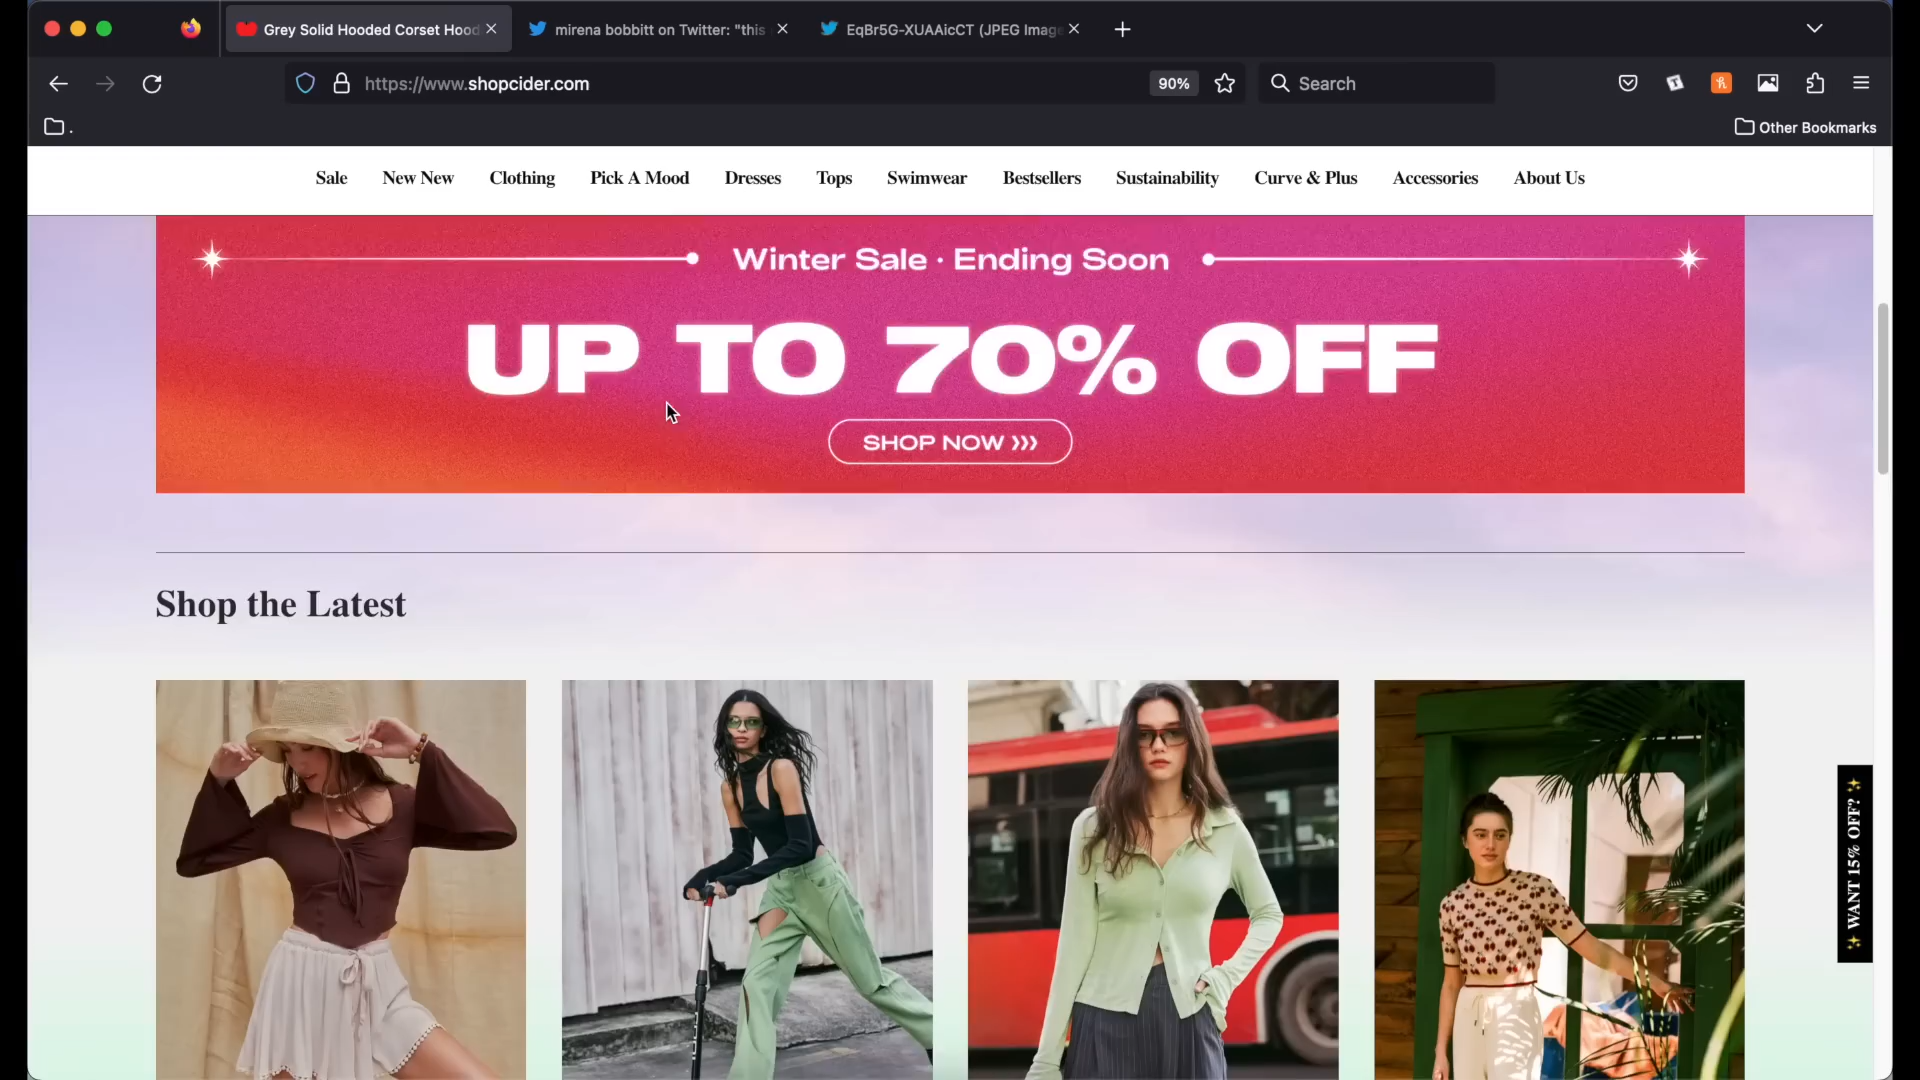 Grey Solid Hooded Corset Hood
mirena bobbitt on Twitter: "this
EqBr5G-XUAAicCT (JPEG Image
https://www.shopcider.com
90%
Search
.
Other Bookmarks
Sale
New New
Clothing
Pick A Mood
Dresses
Tops
Swimwear
Bestsellers
Sustainability
Curve & Plus
Accessories
About Us
Winter Sale · Ending Soon
UP TO 70% OFF
SHOP NOW >>>
Shop the Latest
✨ WANT 15% OFF? ✨